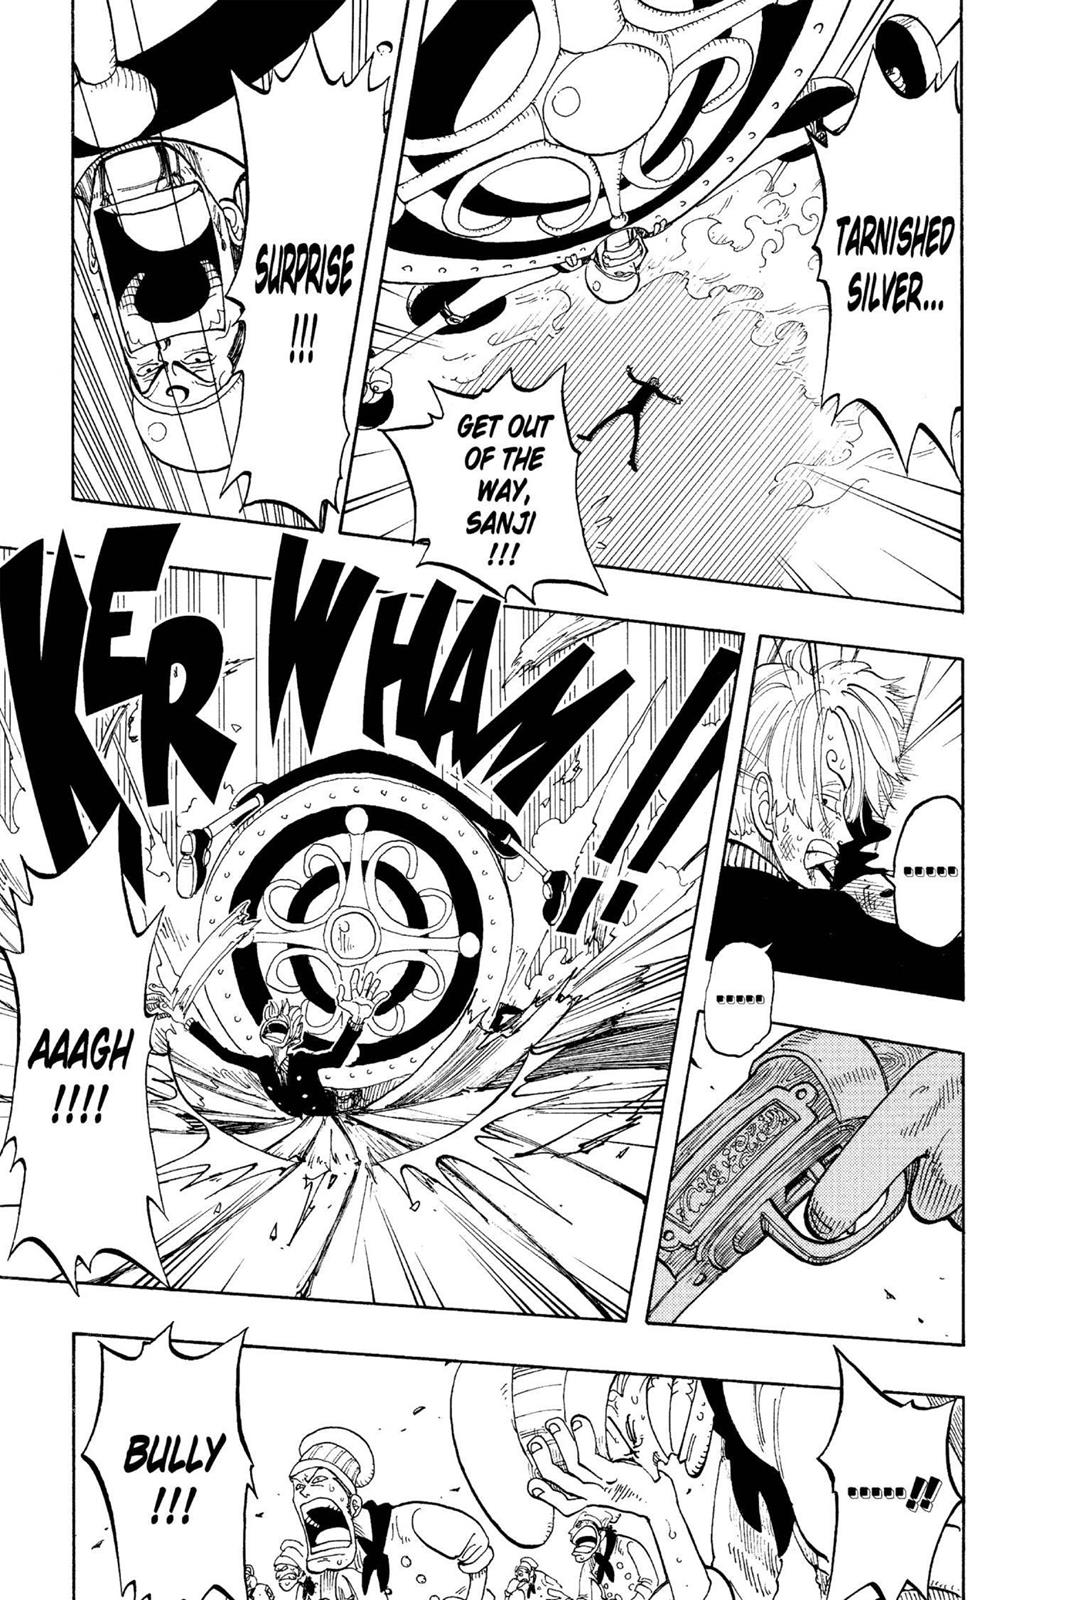 TARNISHED
SILVER...
GET OUT
OF THE
WAY,
SANJI
!!!
SURPRISE
!!!
......
......
KER WHAM!!
AAAGH
!!!!
......!!
BULLY
!!!